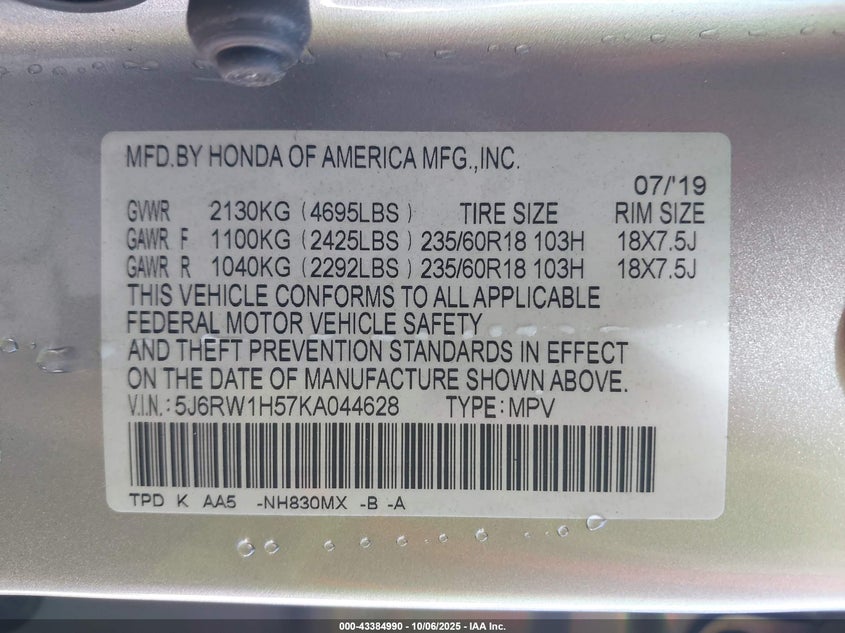 MFD.BY HONDA OF AMERICA MFG.,INC.
07/'19
GVWR 2130KG (4695LBS) TIRE SIZE RIM SIZE
GAWR F 1100KG (2425LBS) 235/60R18 103H 18X7.5J
GAWR R 1040KG (2292LBS) 235/60R18 103H 18X7.5J
THIS VEHICLE CONFORMS TO ALL APPLICABLE
FEDERAL MOTOR VEHICLE SAFETY
AND THEFT PREVENTION STANDARDS IN EFFECT
ON THE DATE OF MANUFACTURE SHOWN ABOVE.
V.I.N.: 5J6RW1H57KA044628 TYPE: MPV
TPD K AA5 -NH830MX -B -A
000-43384990 - 10/06/2025 - IAA Inc.